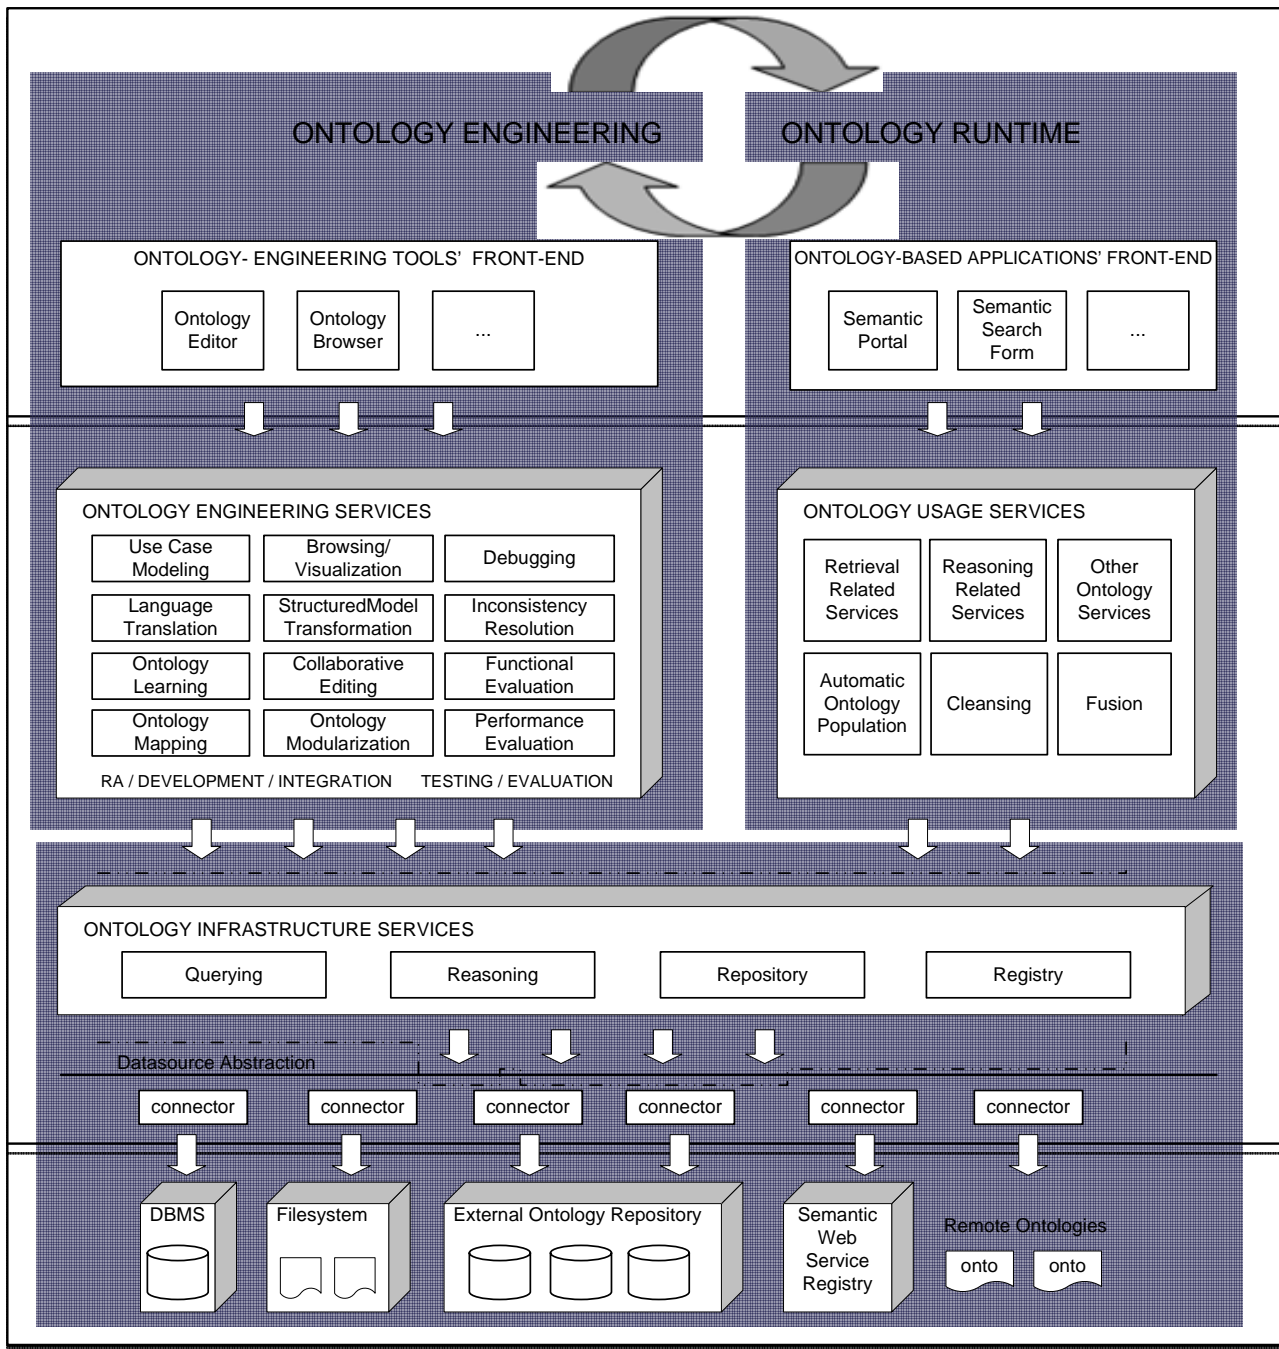 ONTOLOGY ENGINEERING
ONTOLOGY RUNTIME
ONTOLOGY- ENGINEERING TOOLS' FRONT-END
Ontology
Editor
Ontology
Browser
...
ONTOLOGY-BASED APPLICATIONS' FRONT-END
Semantic
Portal
Semantic
Search
Form
...
ONTOLOGY ENGINEERING SERVICES
Use Case
Modeling
Browsing/
Visualization
Debugging
Language
Translation
StructuredModel
Transformation
Inconsistency
Resolution
Ontology
Learning
Collaborative
Editing
Functional
Evaluation
Ontology
Mapping
Ontology
Modularization
Performance
Evaluation
RA / DEVELOPMENT / INTEGRATION
TESTING / EVALUATION
ONTOLOGY USAGE SERVICES
Retrieval
Related
Services
Reasoning
Related
Services
Other
Ontology
Services
Automatic
Ontology
Population
Cleansing
Fusion
ONTOLOGY INFRASTRUCTURE SERVICES
Querying
Reasoning
Repository
Registry
Datasource Abstraction
connector
connector
connector
connector
connector
connector
DBMS
Filesystem
External Ontology Repository
Semantic
Web
Service
Registry
Remote Ontologies
onto
onto